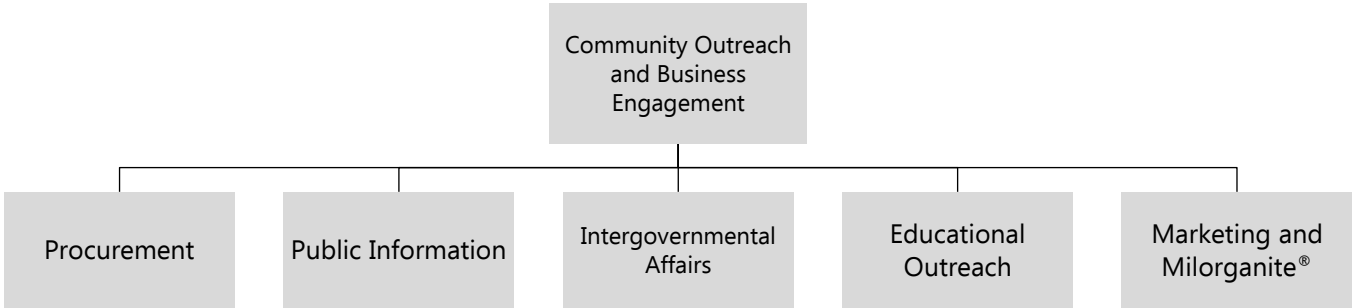 Community Outreach
and Business
Engagement
Procurement
Public Information
Intergovernmental
Affairs
Educational
Outreach
Marketing and
Milorganite®